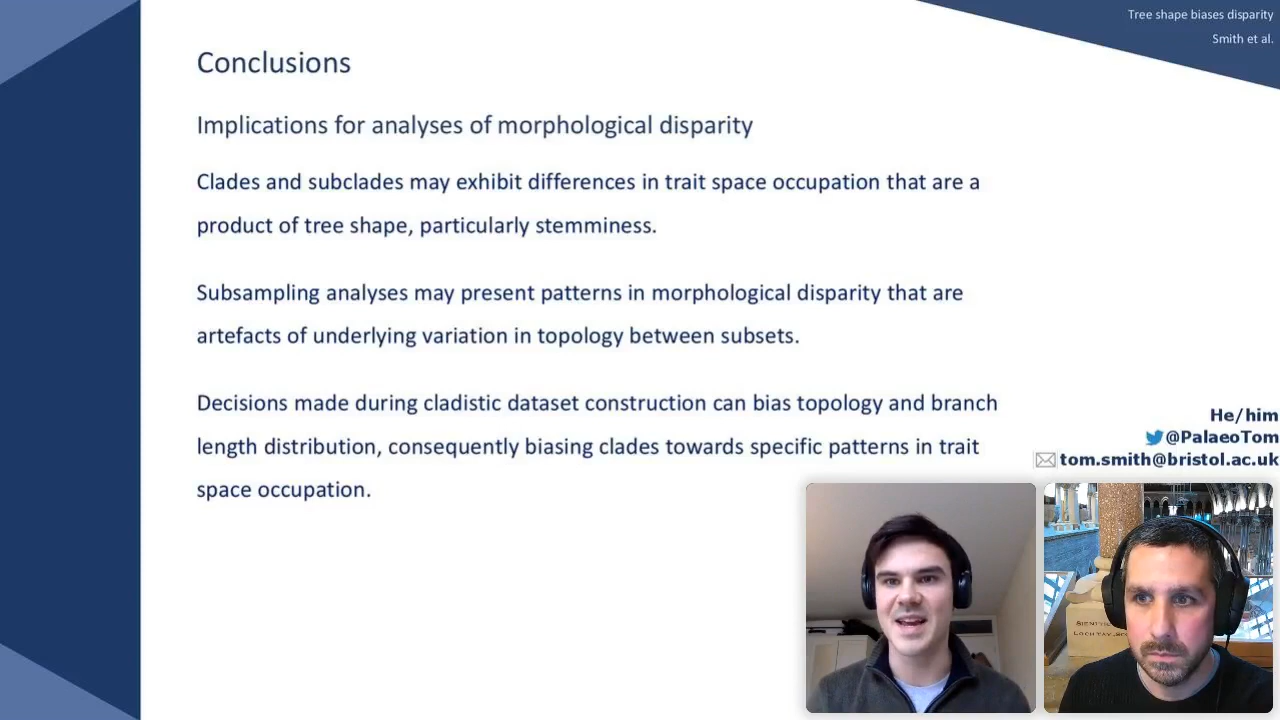 Tree shape biases disparity
Smith et al.
Conclusions
Implications for analyses of morphological disparity
Clades and subclades may exhibit differences in trait space occupation that are a
product of tree shape, particularly stemminess.
Subsampling analyses may present patterns in morphological disparity that are
artefacts of underlying variation in topology between subsets.
Decisions made during cladistic dataset construction can bias topology and branch
length distribution, consequently biasing clades towards specific patterns in trait
space occupation.
He/him
@PalaeoTom
tom.smith@bristol.ac.uk